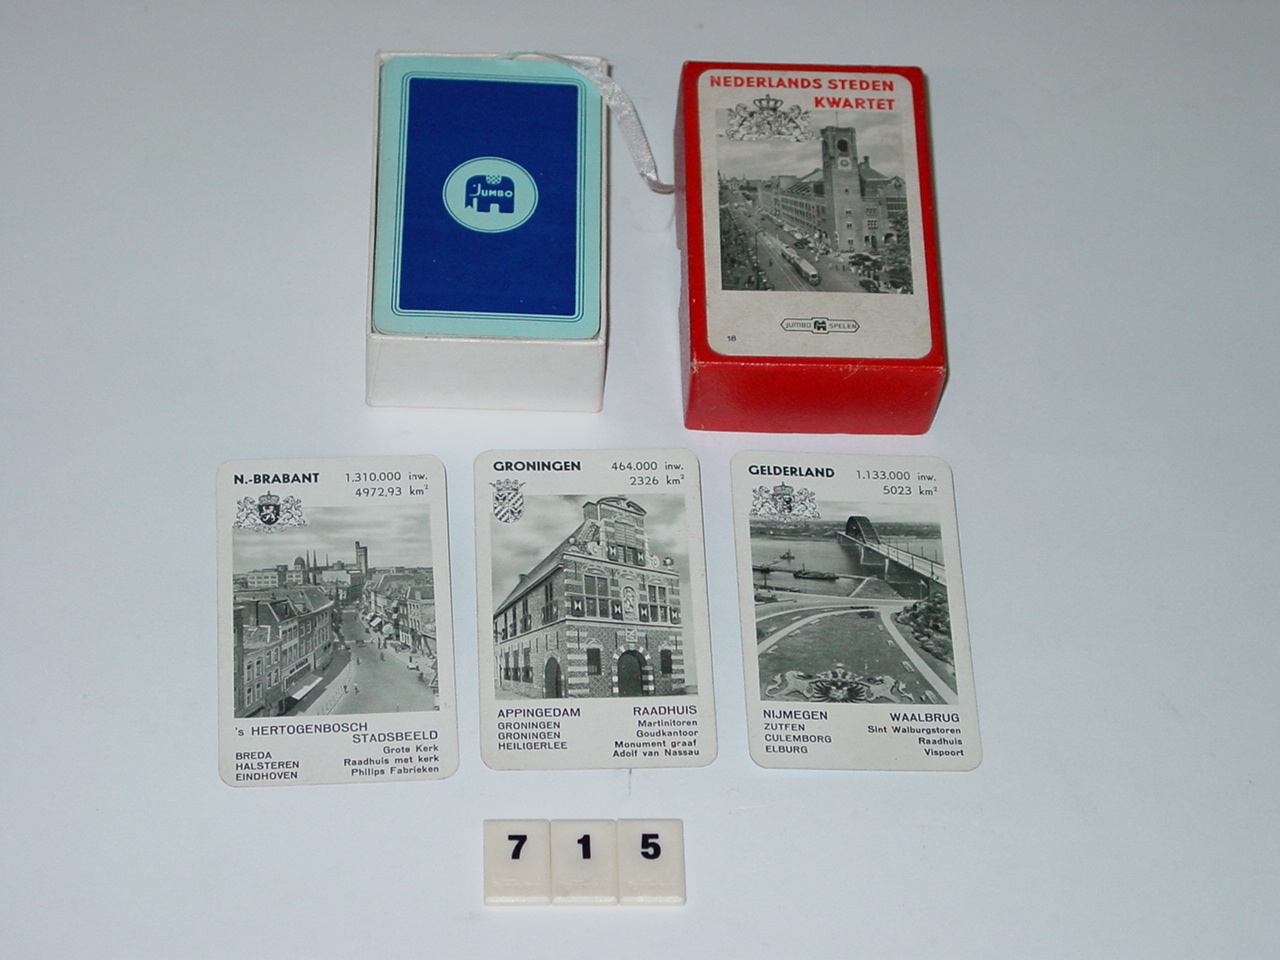 JUMBO
NEDERLANDS STEDEN
KWARTET
JUMBO SPELEN
18
N.-BRABANT 1.310.000 inw.
4972,93 km²
's HERTOGENBOSCH
STADSBEELD
BREDA Grote Kerk
HALSTEREN Raadhuis met kerk
EINDHOVEN Philips Fabrieken
GRONINGEN 464.000 inw.
2326 km²
APPINGEDAM RAADHUIS
GRONINGEN Martinitoren
GRONINGEN Goudkantoor
HEILIGERLEE Monument graaf
Adolf van Nassau
GELDERLAND 1.133.000 inw.
5023 km²
NIJMEGEN WAALBRUG
ZUTFEN Sint Walburgstoren
CULEMBORG Raadhuis
ELBURG Vispoort
7 1 5